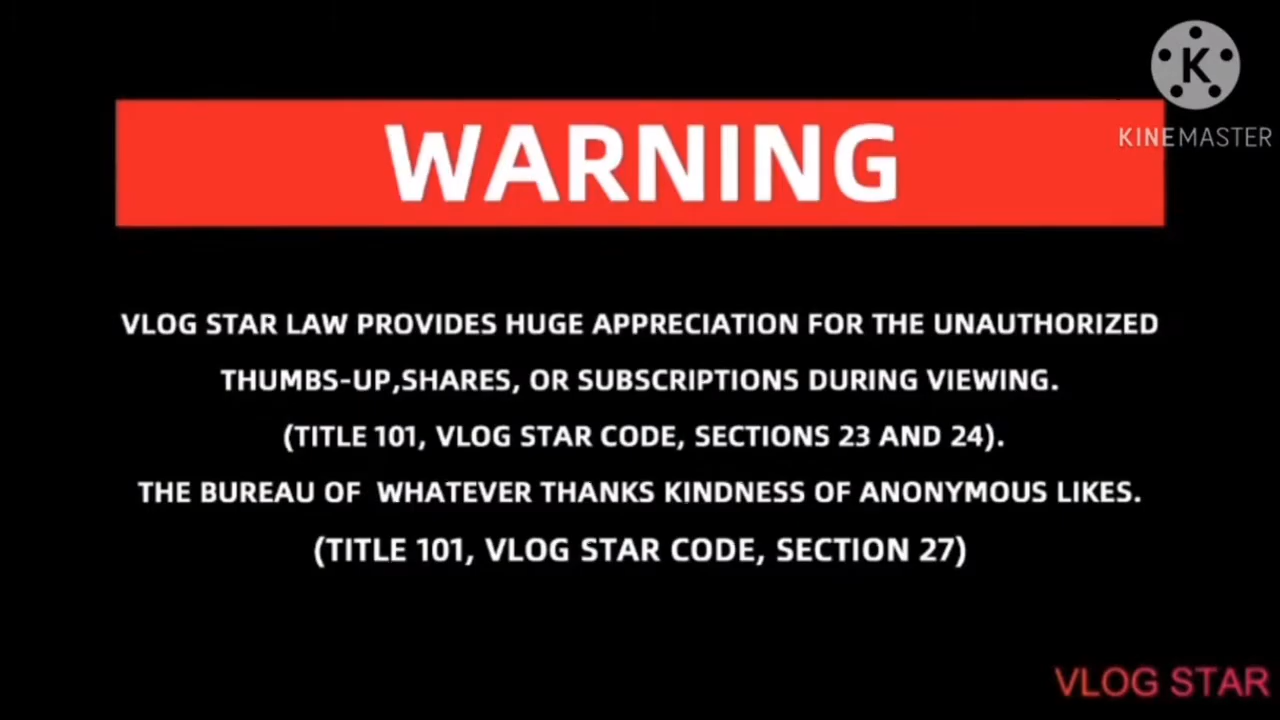 K
KINEMASTER
WARNING
VLOG STAR LAW PROVIDES HUGE APPRECIATION FOR THE UNAUTHORIZED
THUMBS-UP,SHARES, OR SUBSCRIPTIONS DURING VIEWING.
(TITLE 101, VLOG STAR CODE, SECTIONS 23 AND 24).
THE BUREAU OF WHATEVER THANKS KINDNESS OF ANONYMOUS LIKES.
(TITLE 101, VLOG STAR CODE, SECTION 27)
VLOG STAR